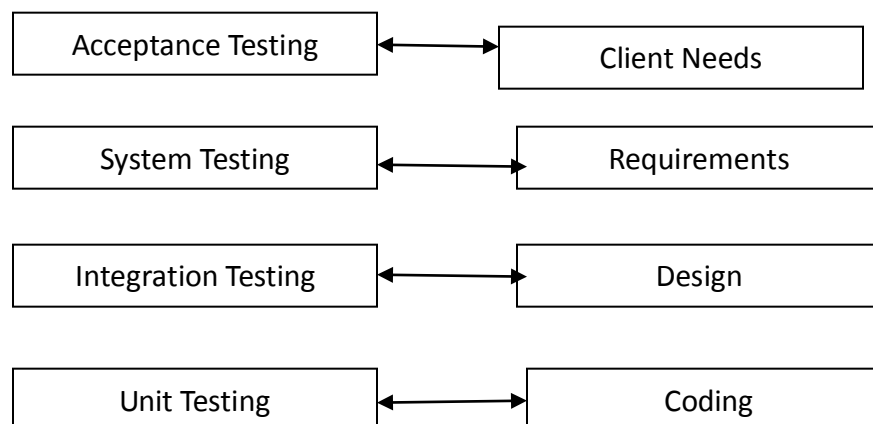 Acceptance Testing
Client Needs
System Testing
Requirements
Integration Testing
Design
Unit Testing
Coding